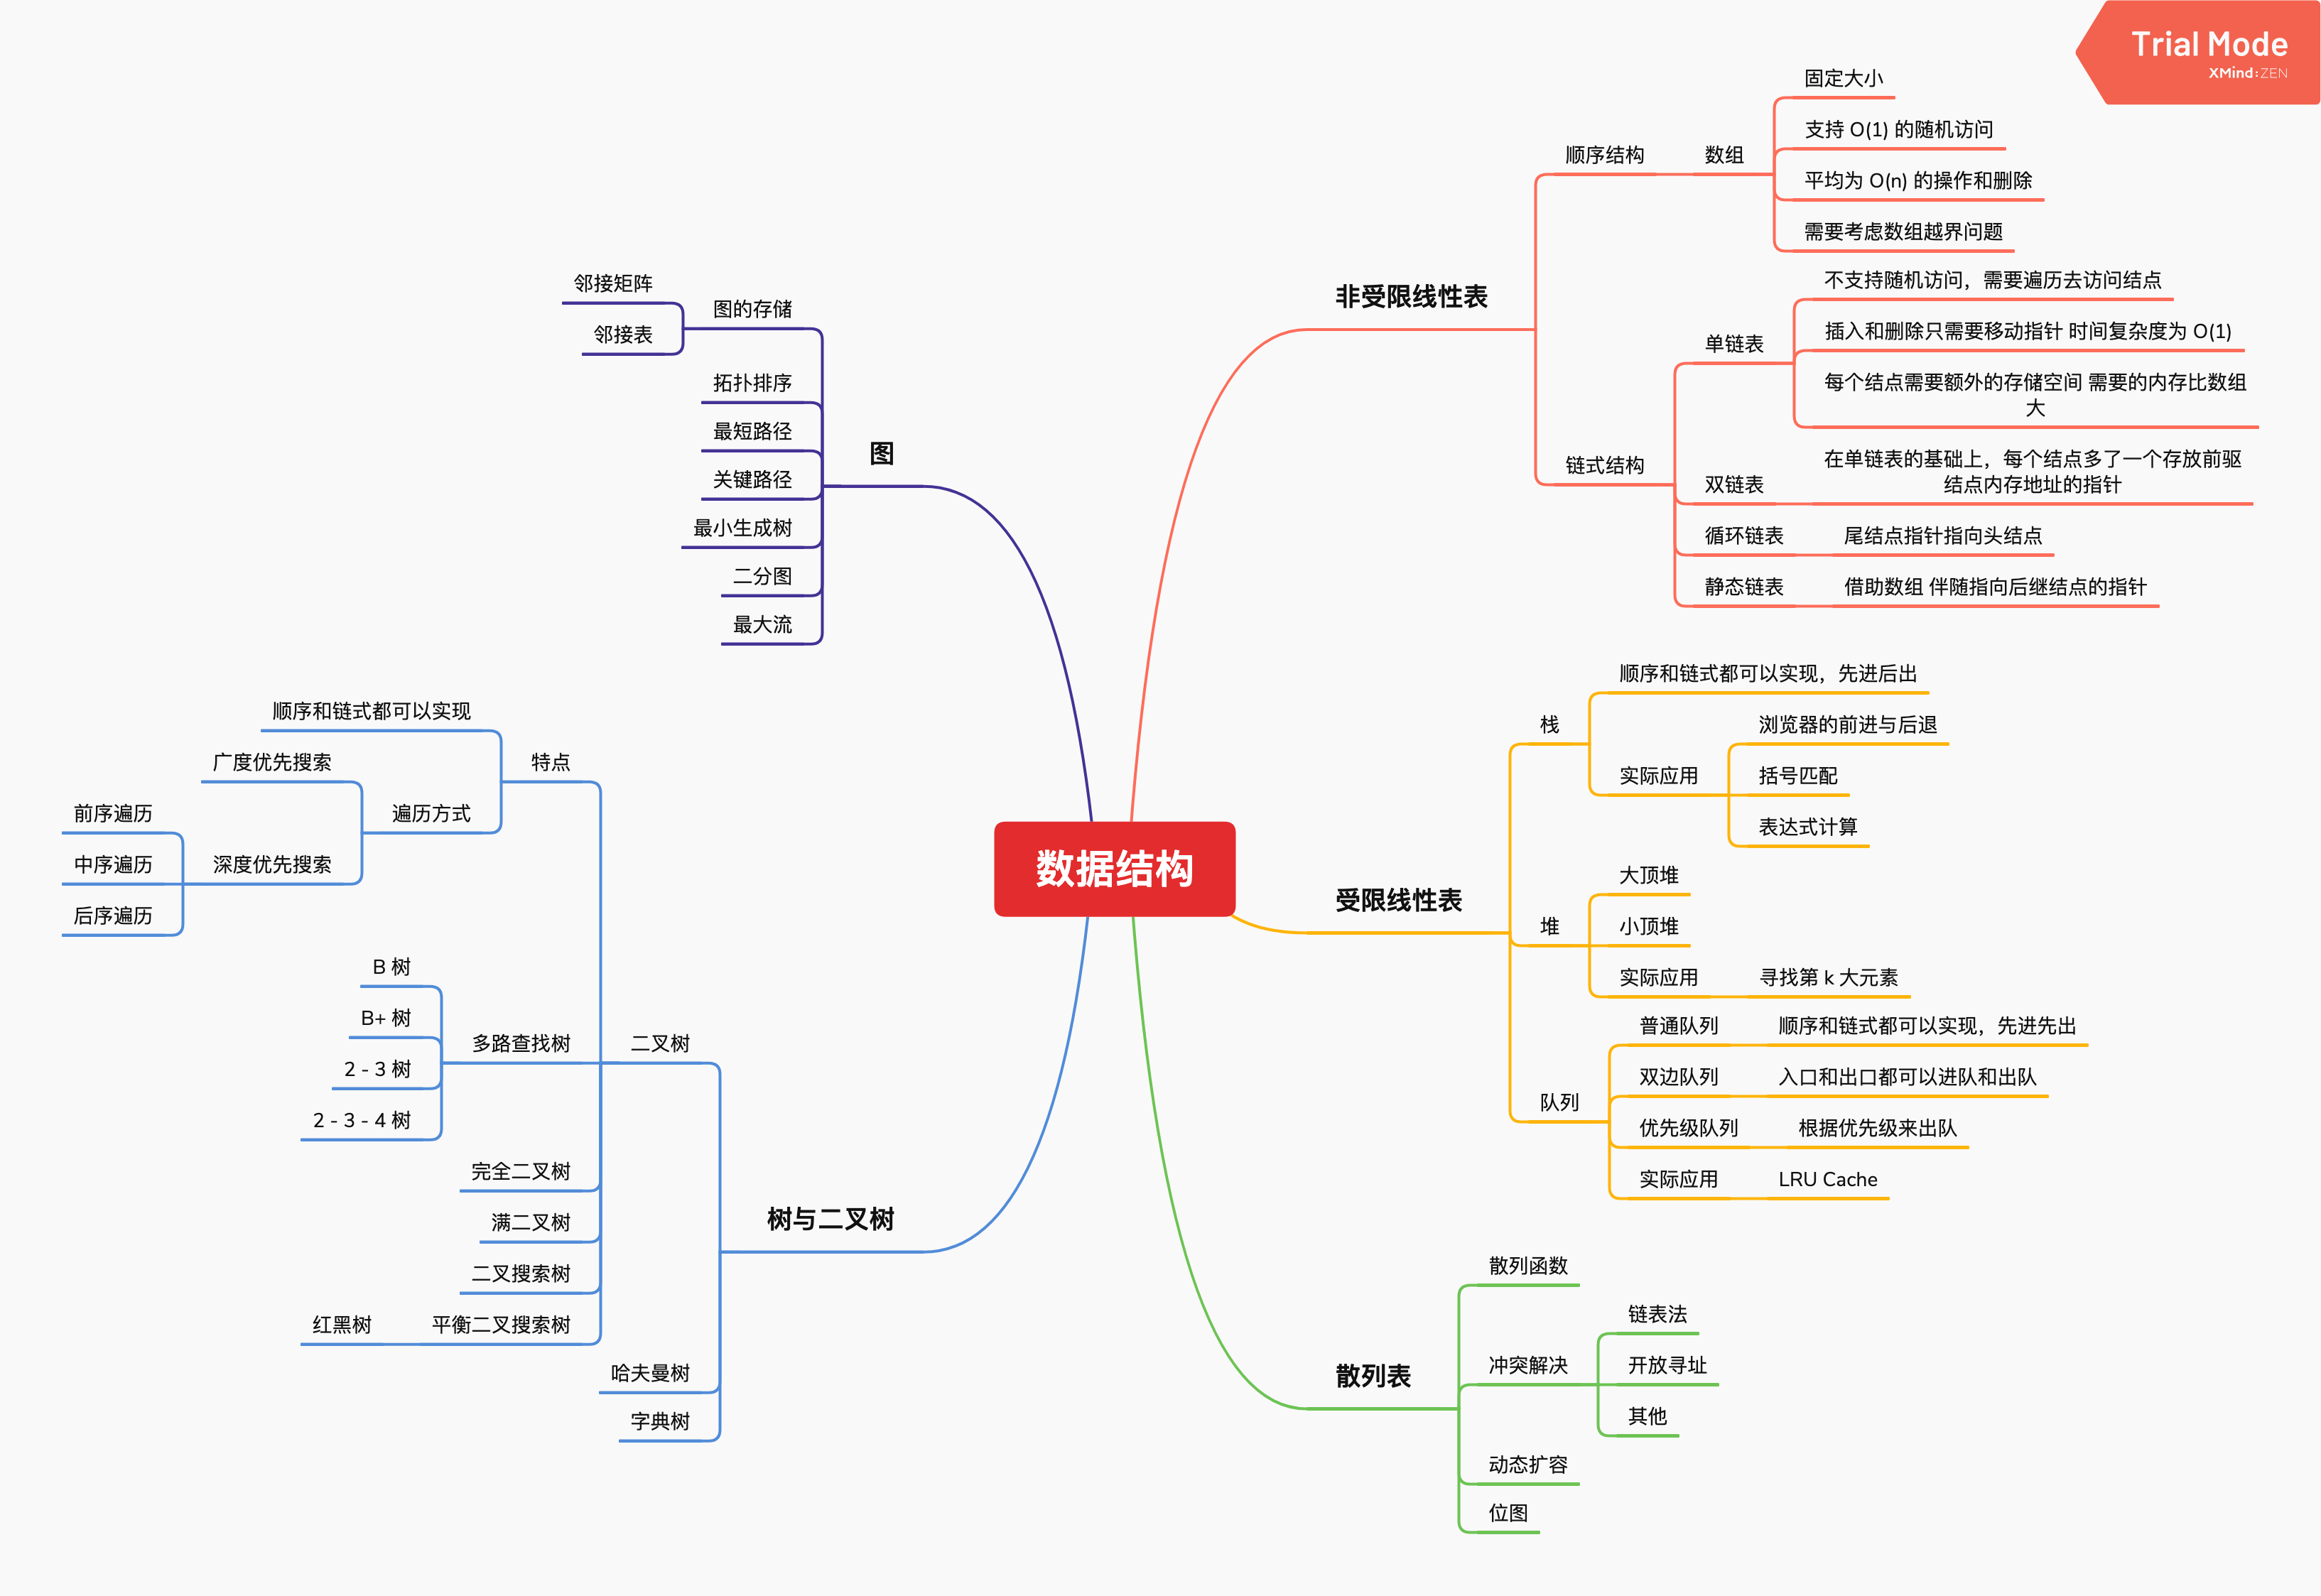 Trial Mode
XMind:ZEN
数据结构
非受限线性表
顺序结构
数组
固定大小
支持 O(1) 的随机访问
平均为 O(n) 的操作和删除
需要考虑数组越界问题
链式结构
单链表
不支持随机访问，需要遍历去访问结点
插入和删除只需要移动指针 时间复杂度为 O(1)
每个结点需要额外的存储空间 需要的内存比数组
大
双链表
在单链表的基础上，每个结点多了一个存放前驱
结点内存地址的指针
循环链表
尾结点指针指向头结点
静态链表
借助数组 伴随指向后继结点的指针
受限线性表
栈
顺序和链式都可以实现，先进后出
实际应用
浏览器的前进与后退
括号匹配
表达式计算
堆
大顶堆
小顶堆
实际应用
寻找第 k 大元素
队列
普通队列
顺序和链式都可以实现，先进先出
双边队列
入口和出口都可以进队和出队
优先级队列
根据优先级来出队
实际应用
LRU Cache
散列表
散列函数
冲突解决
链表法
开放寻址
其他
动态扩容
位图
图
图的存储
邻接矩阵
邻接表
拓扑排序
最短路径
关键路径
最小生成树
二分图
最大流
树与二叉树
二叉树
特点
顺序和链式都可以实现
遍历方式
广度优先搜索
深度优先搜索
前序遍历
中序遍历
后序遍历
多路查找树
B 树
B+ 树
2 - 3 树
2 - 3 - 4 树
完全二叉树
满二叉树
二叉搜索树
平衡二叉搜索树
红黑树
哈夫曼树
字典树